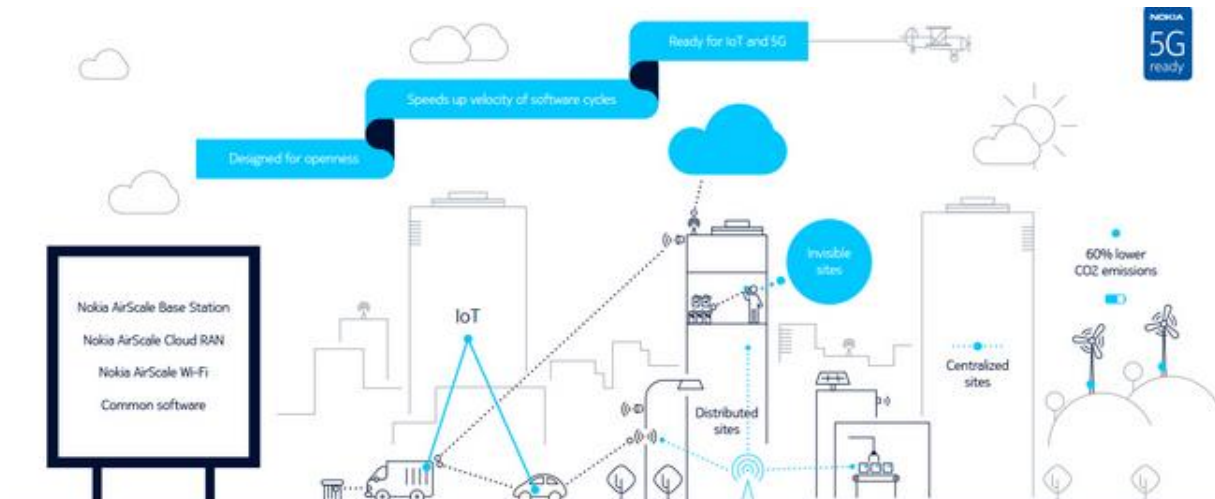 NOKIA
5G
ready
Ready for IoT and 5G
Speeds up velocity of software cycles
Designed for openness
Invisible
sites
60% lower
CO2 emissions
Nokia AirScale Base Station
Nokia AirScale Cloud RAN
Nokia AirScale Wi-Fi
Common software
IoT
Centralized
sites
Distributed
sites